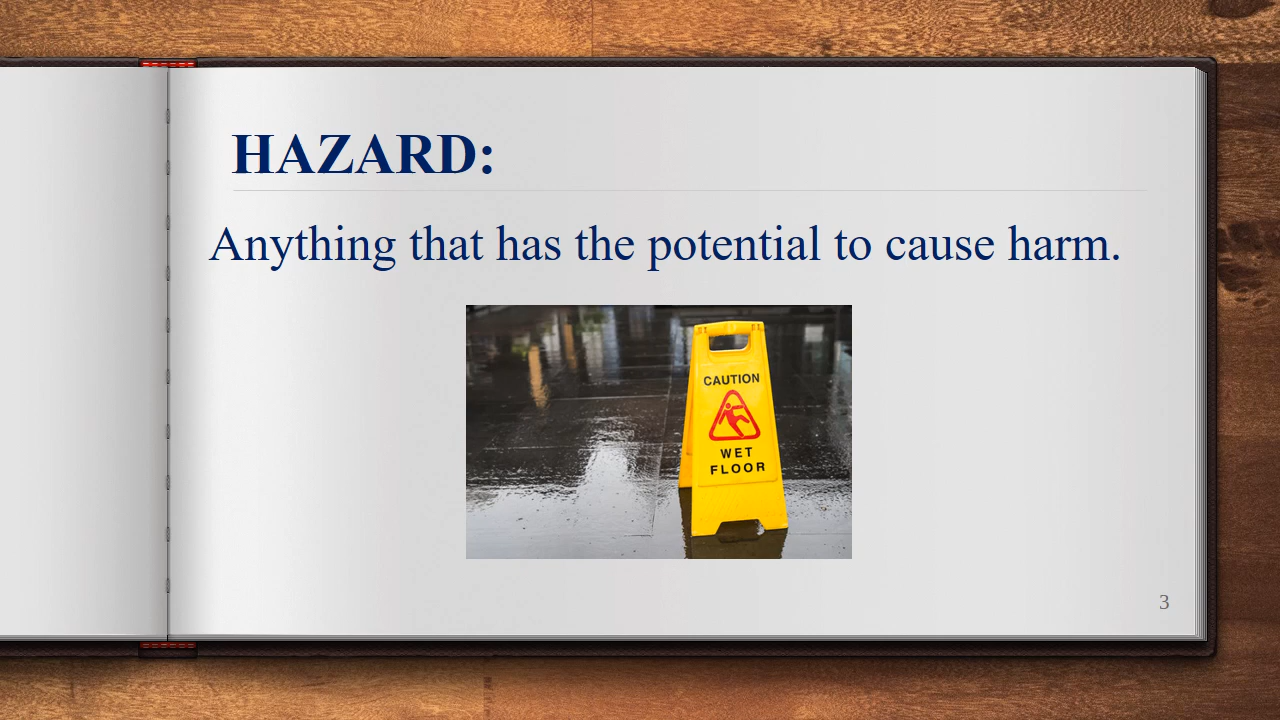 HAZARD:
Anything that has the potential to cause harm.
CAUTION
WET
FLOOR
3